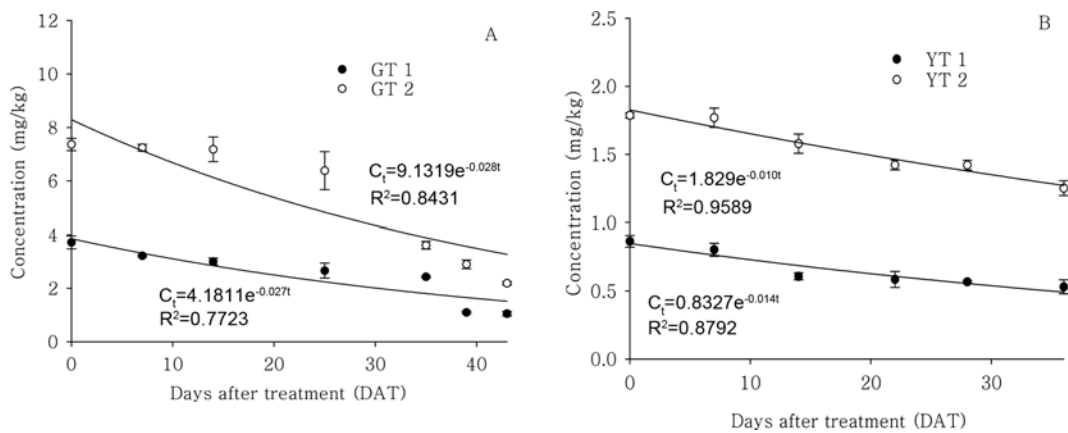 A
GT 1
GT 2
Concentration (mg/kg)
12
10
8
6
4
2
0
Cₜ=9.1319e⁻⁰·⁰²⁸ᵗ
R²=0.8431
Cₜ=4.1811e⁻⁰·⁰²⁷ᵗ
R²=0.7723
0 10 20 30 40
Days after treatment (DAT)
B
YT 1
YT 2
Concentration (mg/kg)
2.5
2.0
1.5
1.0
0.5
0.0
Cₜ=1.829e⁻⁰·⁰¹⁰ᵗ
R²=0.9589
Cₜ=0.8327e⁻⁰·⁰¹⁴ᵗ
R²=0.8792
0 10 20 30
Days after treatment (DAT)